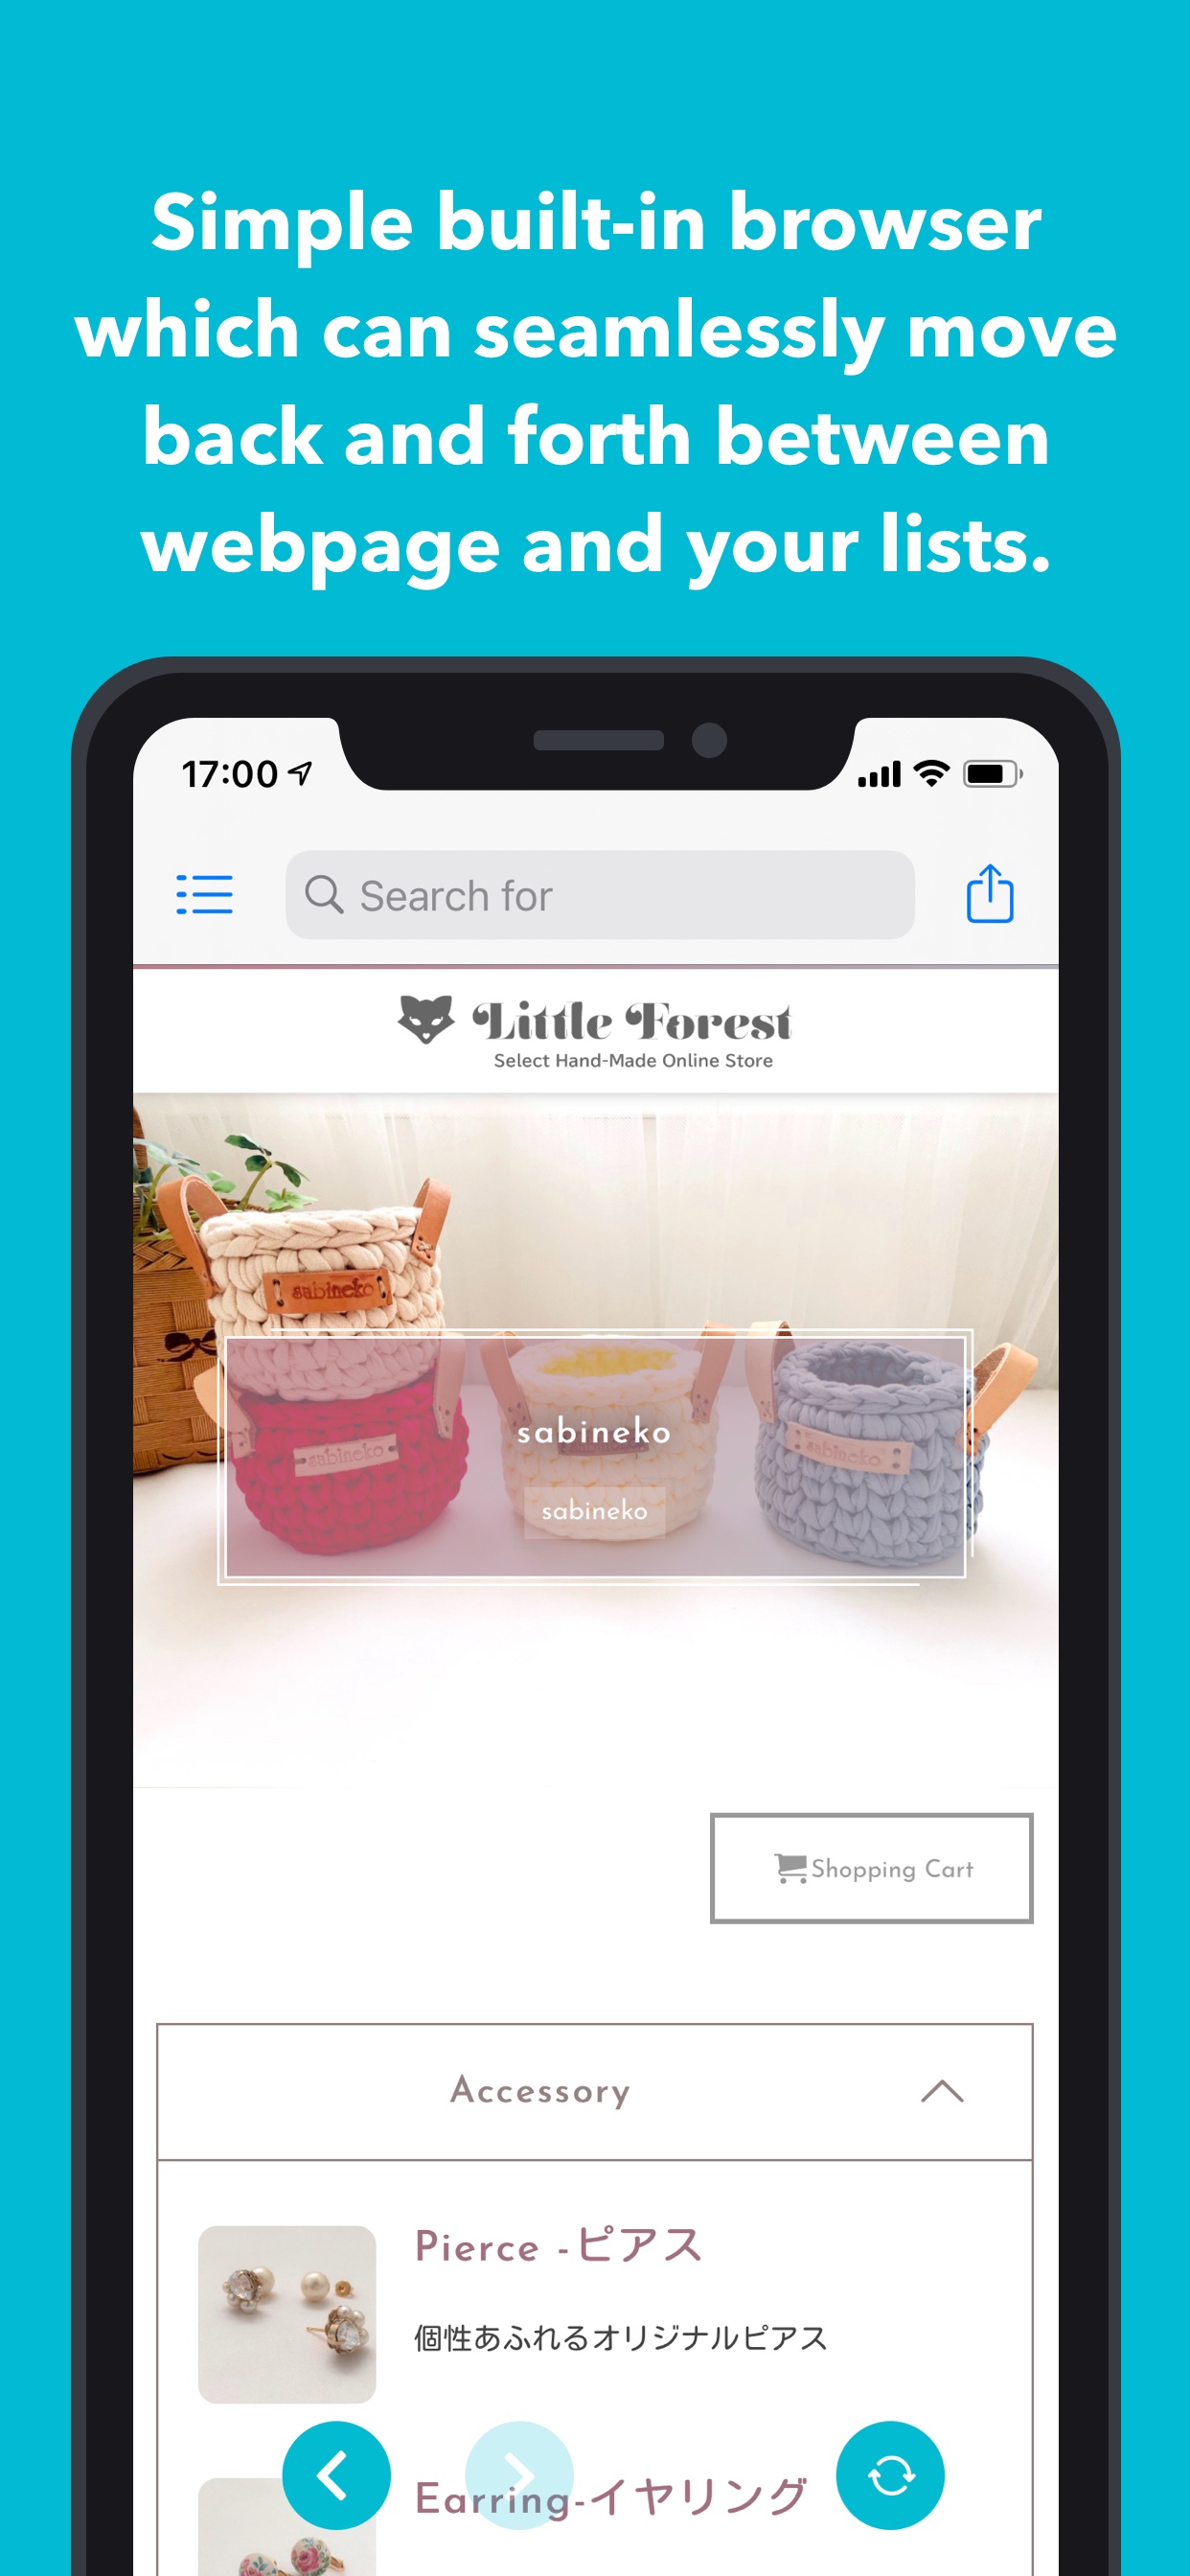 Simple built-in browser
which can seamlessly move
back and forth between
webpage and your lists.
17:00
Search for
Little Forest
Select Hand-Made Online Store
sabineko
sabineko
sabineko
sabineko
sabineko
Shopping Cart
Accessory
Pierce -ピアス
個性あふれるオリジナルピアス
Earring-イヤリング